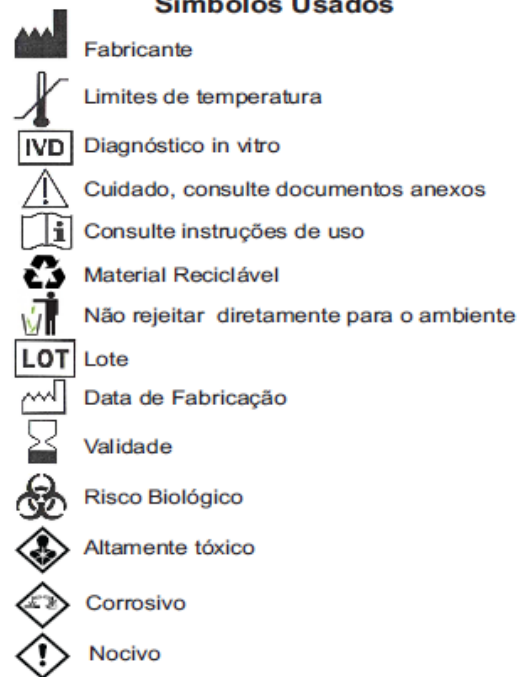 Símbolos Usados
Fabricante
Limites de temperatura
IVD Diagnóstico in vitro
Cuidado, consulte documentos anexos
i Consulte instruções de uso
Material Reciclável
Não rejeitar diretamente para o ambiente
LOT Lote
Data de Fabricação
Validade
Risco Biológico
Altamente tóxico
Corrosivo
! Nocivo